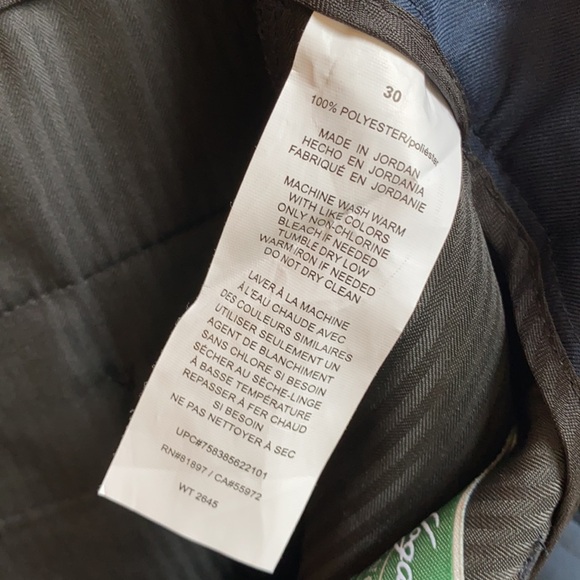 30
100% POLYESTER/poliéster
MADE IN JORDAN
HECHO EN JORDANIA
FABRIQUÉ EN JORDANIE
MACHINE WASH WARM
WITH LIKE COLORS
ONLY NON CHLORINE
BLEACH IF NEEDED
TUMBLE DRY LOW
WARM IRON IF NEEDED
DO NOT DRY CLEAN
LAVER À LA MACHINE
À L'EAU CHAUDE AVEC
DES COULEURS SIMILAIRES
UTILISER SEULEMENT UN
AGENT DE BLANCHIMENT
SANS CHLORE SI BESOIN
SÉCHER AU SÈCHE-LINGE
À BASSE TEMPÉRATURE
REPASSER À FER CHAUD
SI BESOIN
NE PAS NETTOYER À SEC
UPC#758385622101
RN#81897 / CA#55972
WT 2645